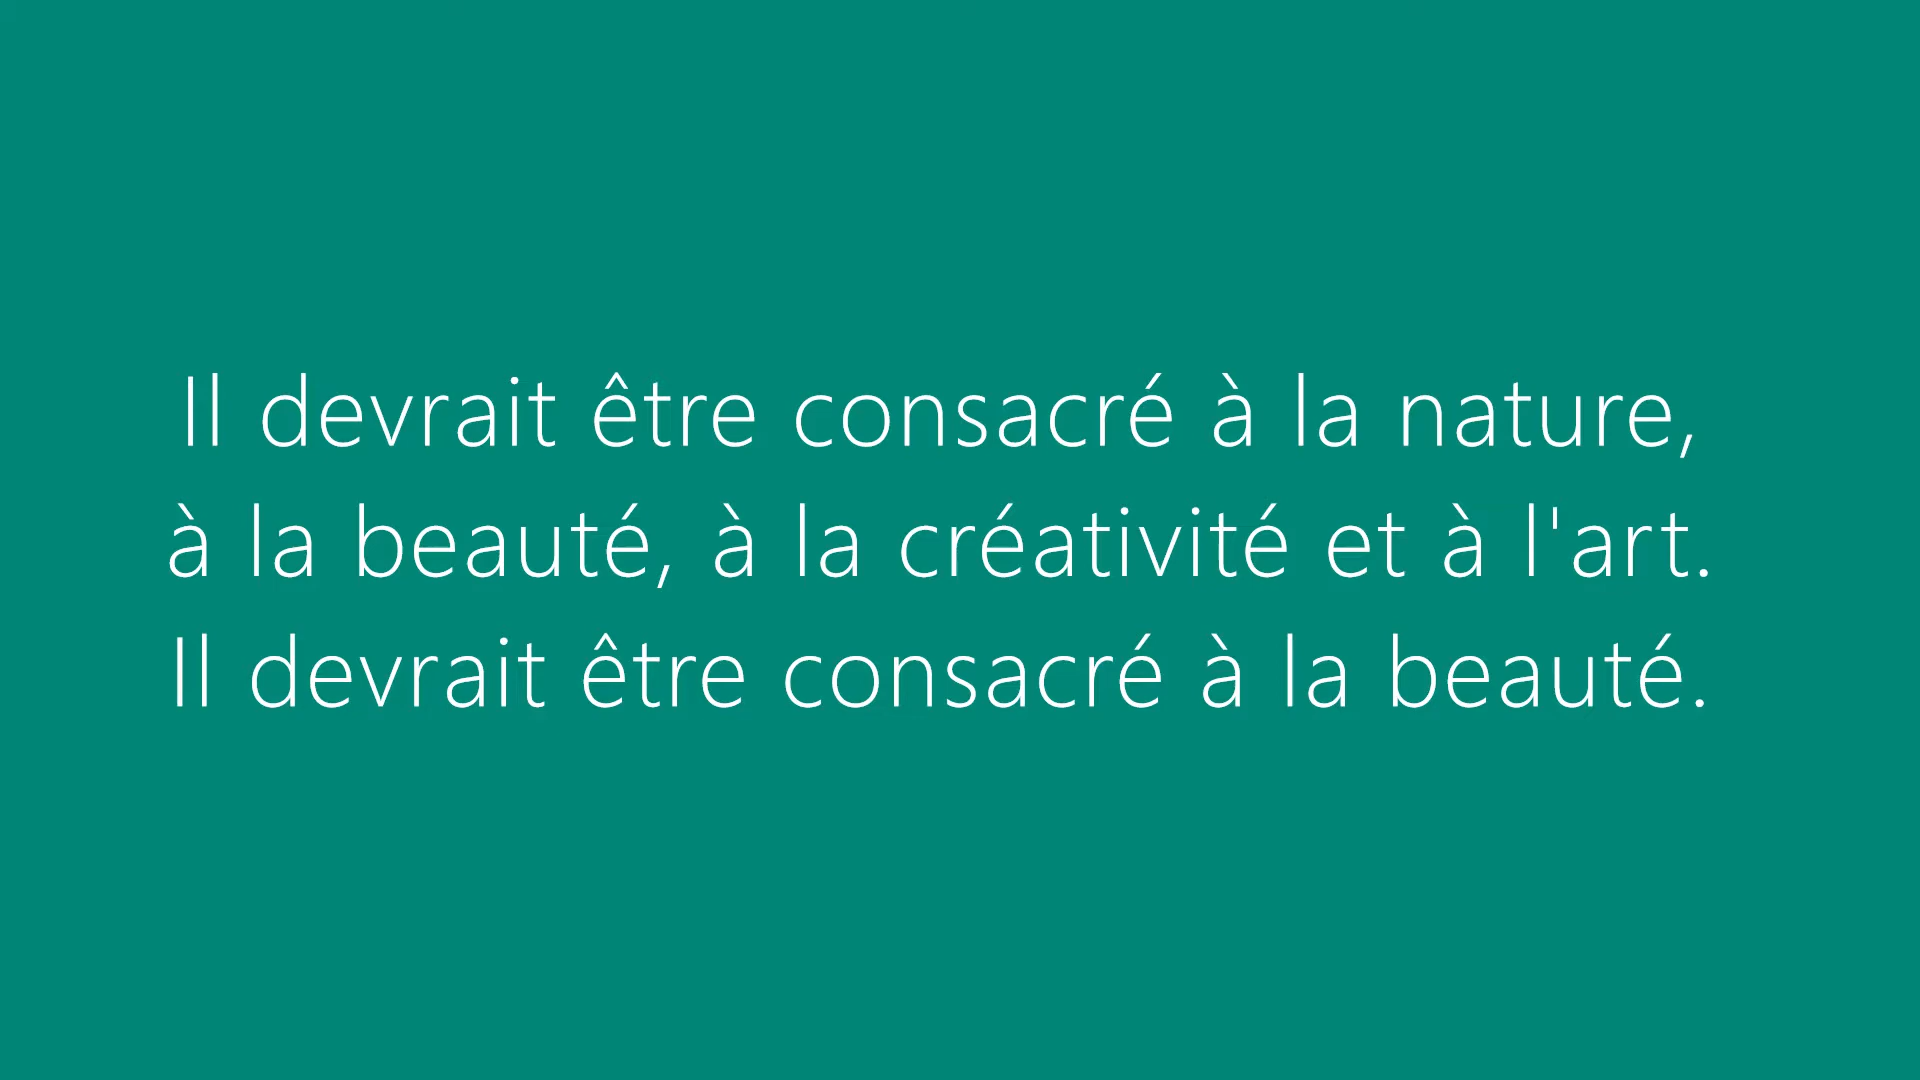 Il devrait être consacré à la nature,
à la beauté, à la créativité et à l'art.
Il devrait être consacré à la beauté.